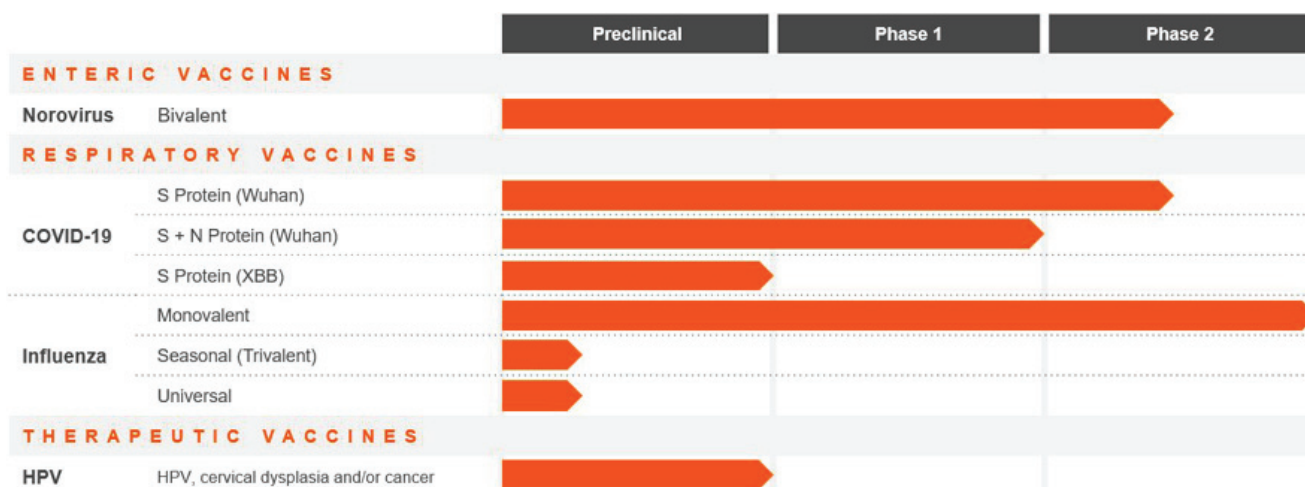 Preclinical Phase 1 Phase 2
ENTERIC VACCINES
Norovirus Bivalent
RESPIRATORY VACCINES
S Protein (Wuhan)
COVID-19 S + N Protein (Wuhan)
S Protein (XBB)
Monovalent
Influenza Seasonal (Trivalent)
Universal
THERAPEUTIC VACCINES
HPV HPV, cervical dysplasia and/or cancer